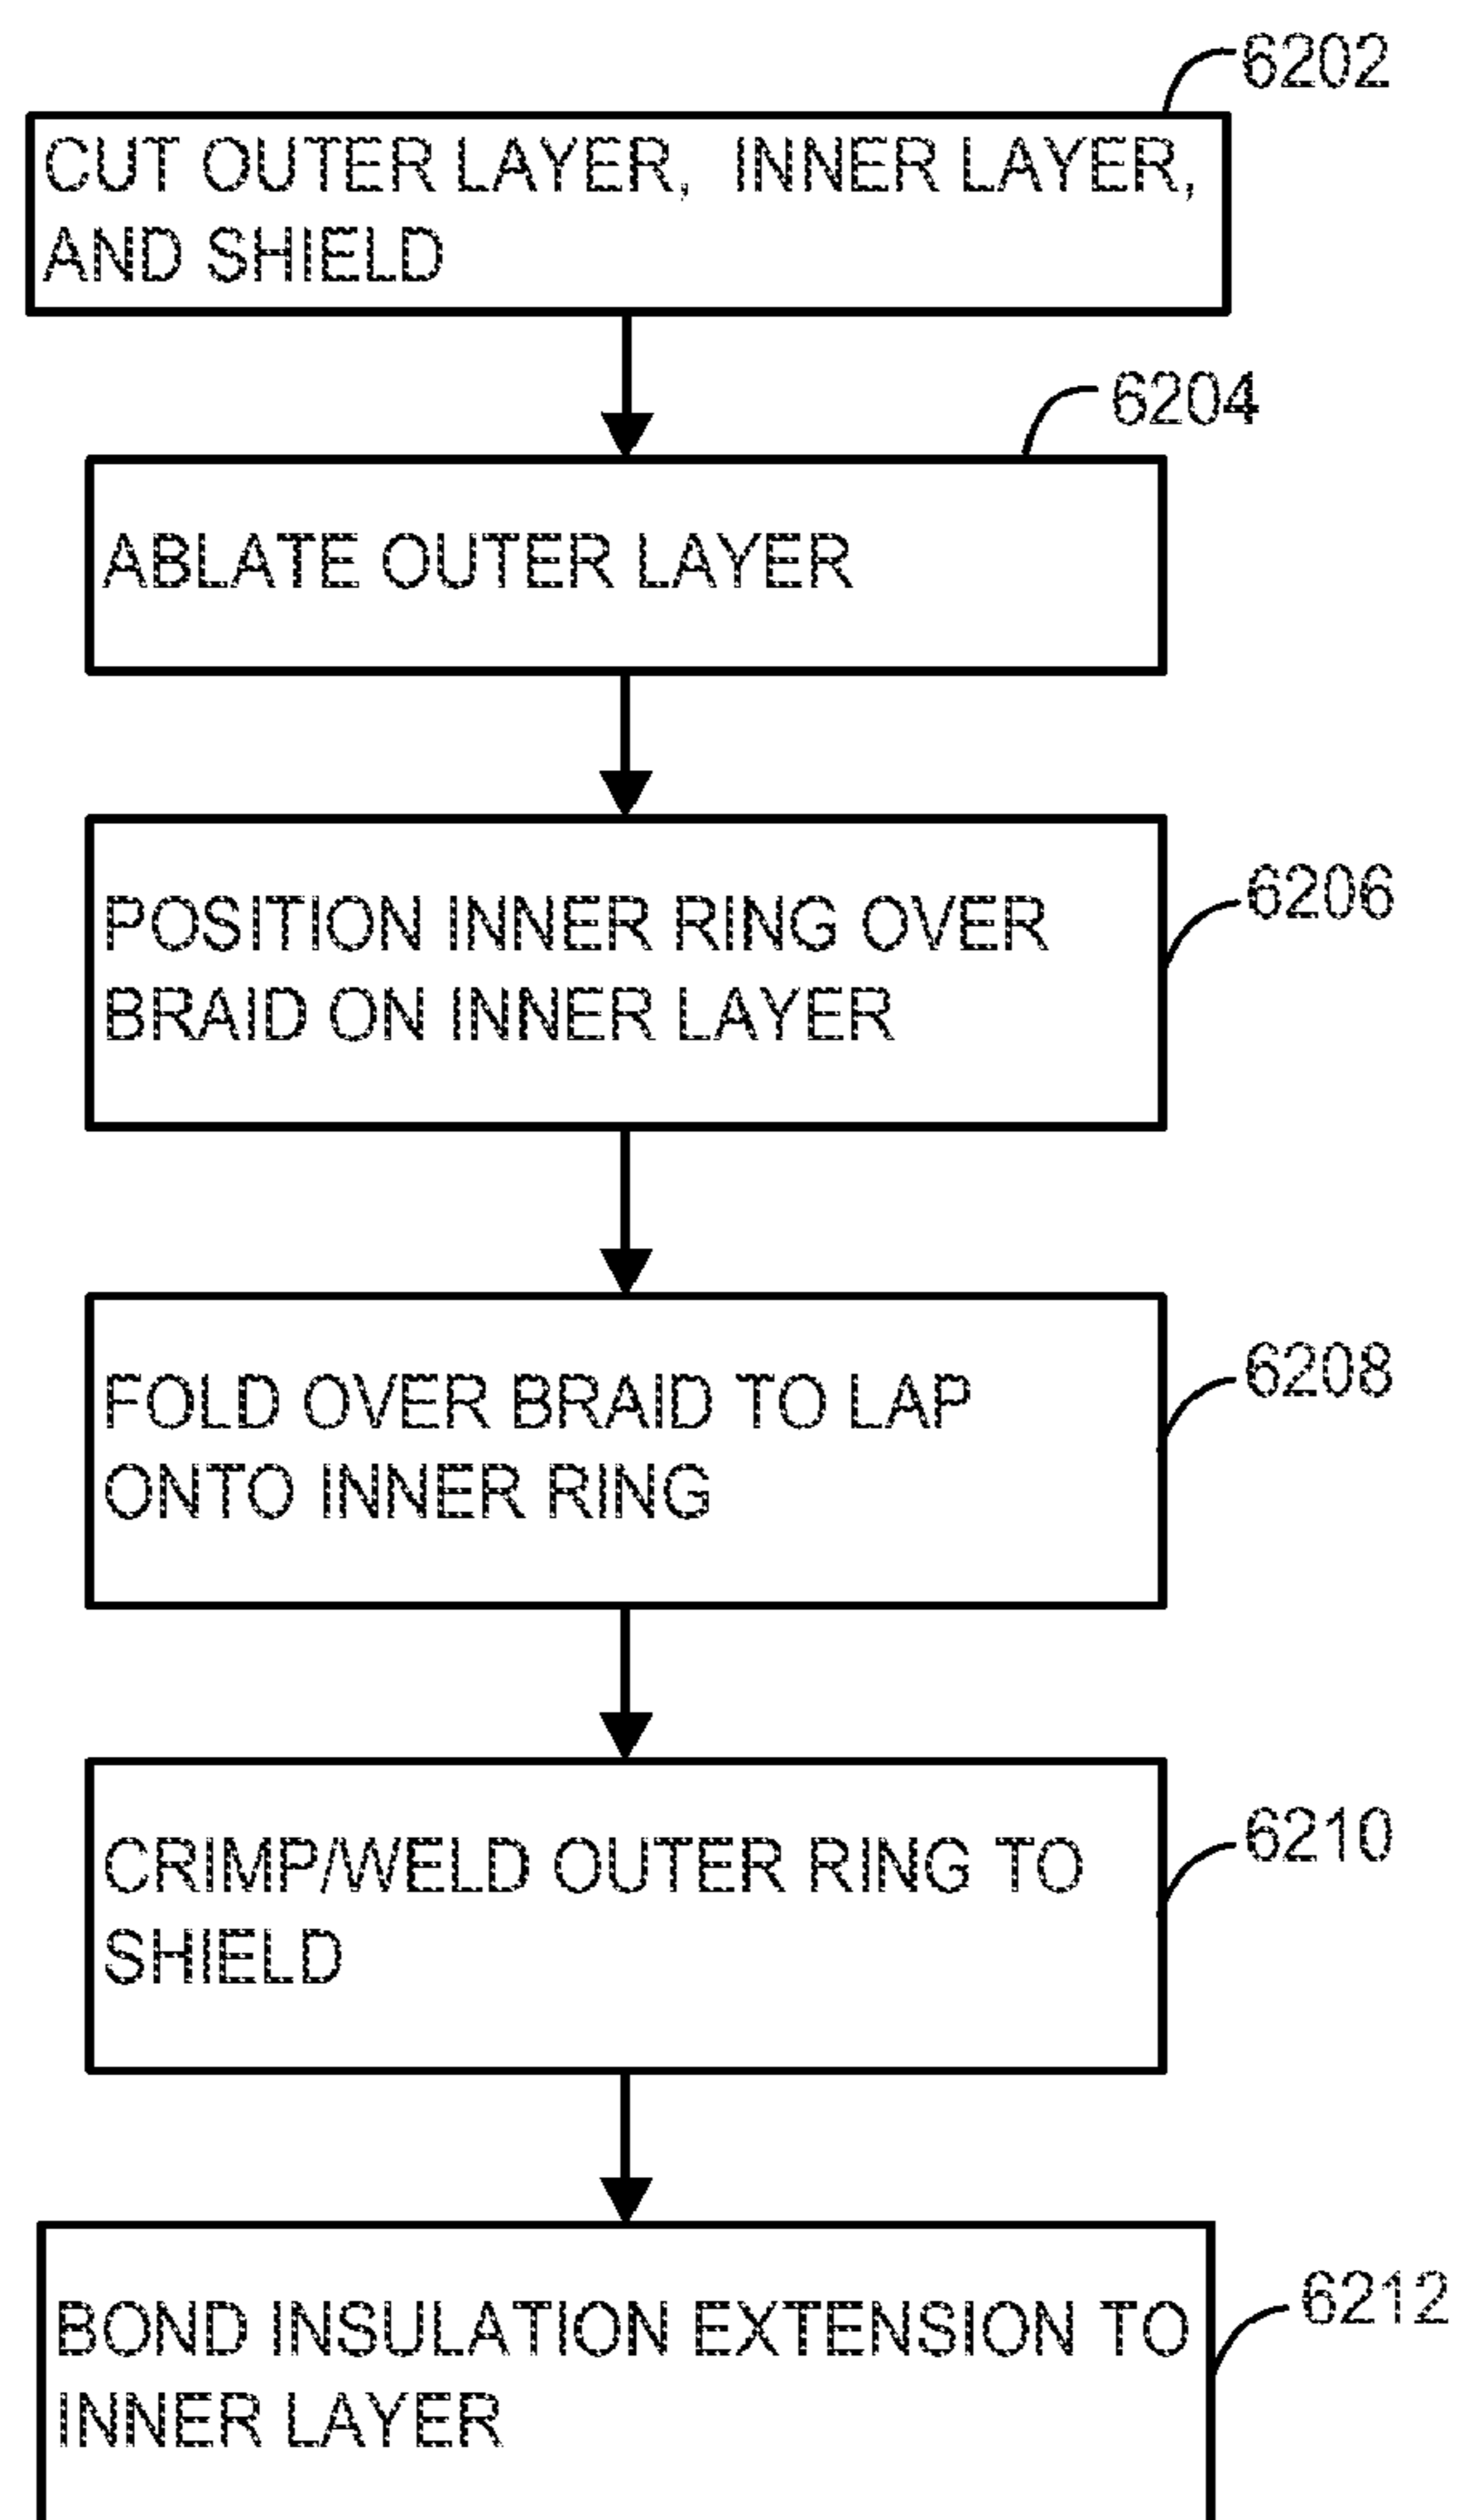 6202
CUT OUTER LAYER, INNER LAYER,
AND SHIELD
6204
ABLATE OUTER LAYER
6206
POSITION INNER RING OVER
BRAID ON INNER LAYER
6208
FOLD OVER BRAID TO LAP
ONTO INNER RING
6210
CRIMP/WELD OUTER RING TO
SHIELD
6212
BOND INSULATION EXTENSION TO
INNER LAYER